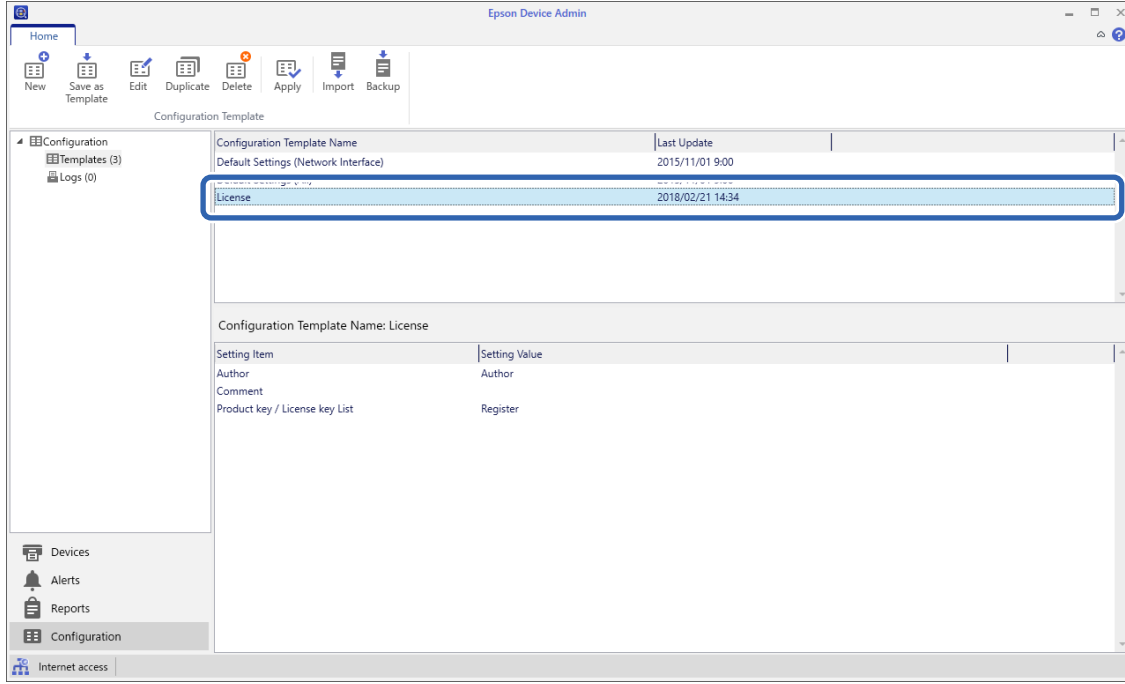 Epson Device Admin
Home
New Save as Template Edit Duplicate Delete Apply Import Backup
Configuration Template
Configuration
Templates (3)
Logs (0)
Configuration Template Name Last Update
Default Settings (Network Interface) 2015/11/01 9:00
License 2018/02/21 14:34
Configuration Template Name: License
Setting Item Setting Value
Author Author
Comment
Product key / License key List Register
Devices
Alerts
Reports
Configuration
Internet access